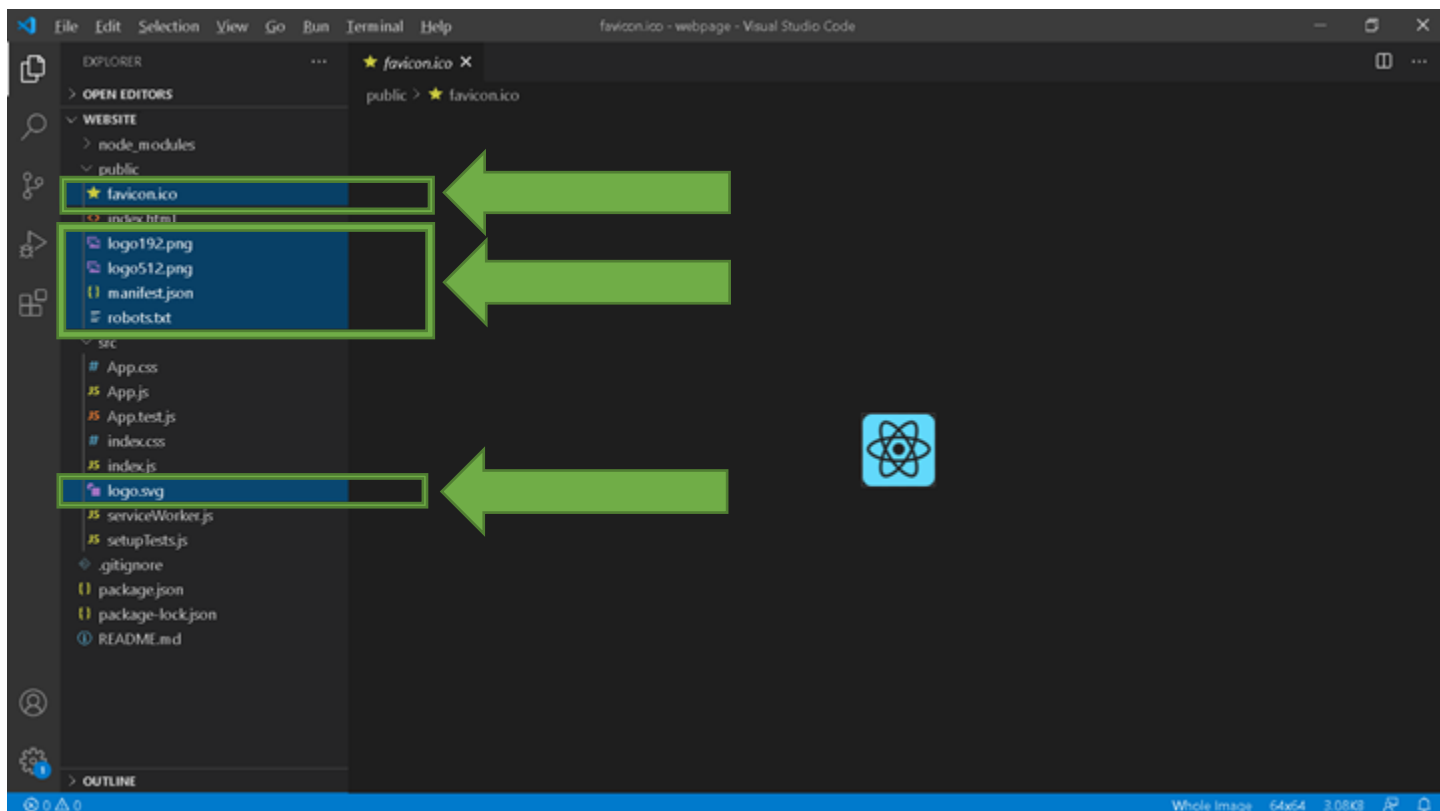 File Edit Selection View Go Run Terminal Help favicon.ico - webpage - Visual Studio Code
EXPLORER
favicon.ico
OPEN EDITORS
public > favicon.ico
WEBSITE
node_modules
public
favicon.ico
index.html
logo192.png
logo512.png
manifest.json
robots.txt
src
App.css
App.js
App.test.js
index.css
index.js
logo.svg
serviceWorker.js
setupTests.js
.gitignore
package.json
package-lock.json
README.md
OUTLINE
0 0 Whole Image 64x64 3.08KB